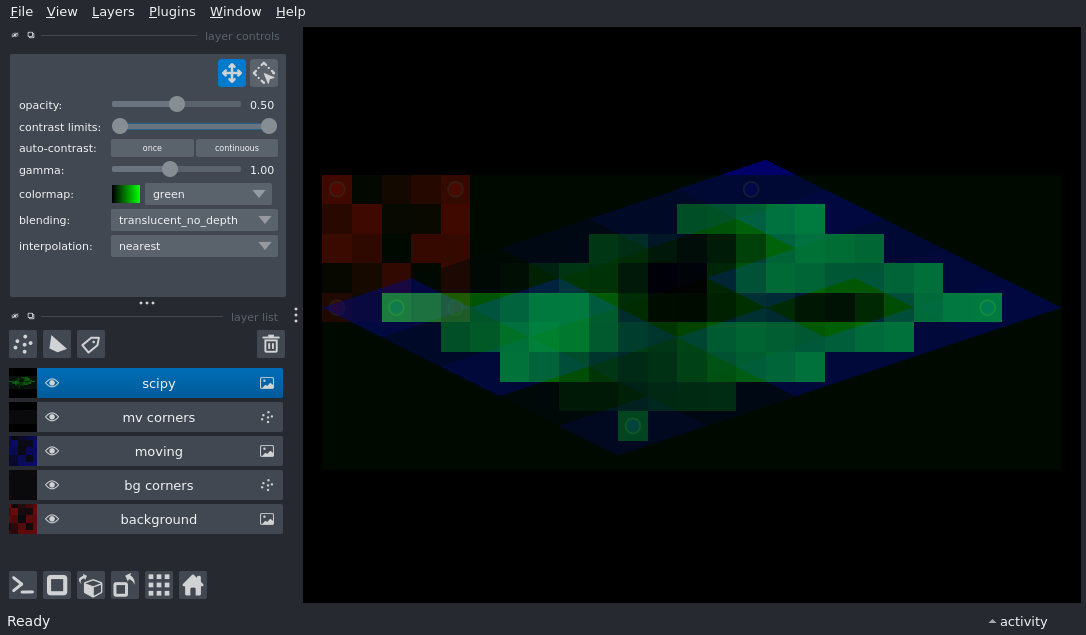 File View Layers Plugins Window Help
layer controls
opacity: 0.50
contrast limits:
auto-contrast: once continuous
gamma: 1.00
colormap: green
blending: translucent_no_depth
interpolation: nearest
layer list
scipy
mv corners
moving
bg corners
background
Ready activity